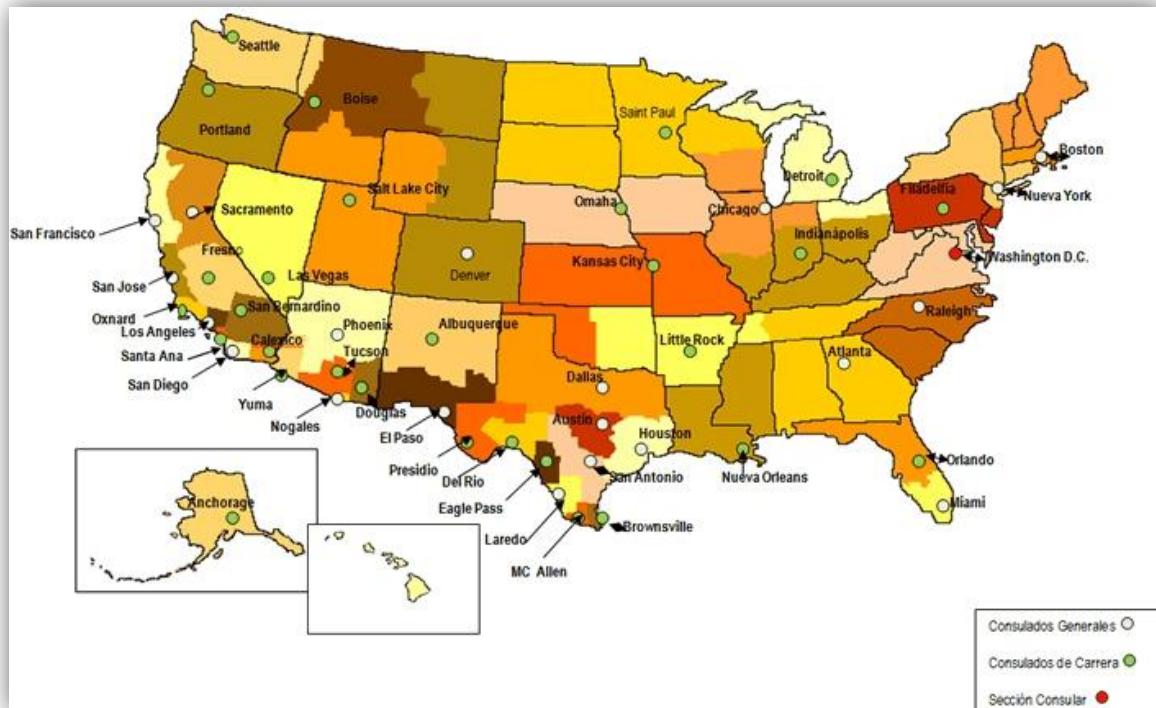 Seattle
Boise
Portland
Saint Paul
Boston
Detroit
Filadelfia
Nueva York
Salt Lake City
Sacramento
Omaha
Chicago
San Francisco
Indianápolis
Fresno
Kansas City
Denver
Washington D.C.
Las Vegas
San Jose
San Bernardino
Oxnard
Raleigh
Los Angeles
Phoenix
Albuquerque
Calexico
Little Rock
Santa Ana
Tucson
Atlanta
San Diego
Dallas
Yuma
Nogales
Douglas
El Paso
Austin
Houston
Presidio
Del Rio
San Antonio
Nueva Orleans
Orlando
Eagle Pass
Miami
Anchorage
Laredo
Brownsville
MC Allen
Consulados Generales
Consulados de Carrera
Sección Consular